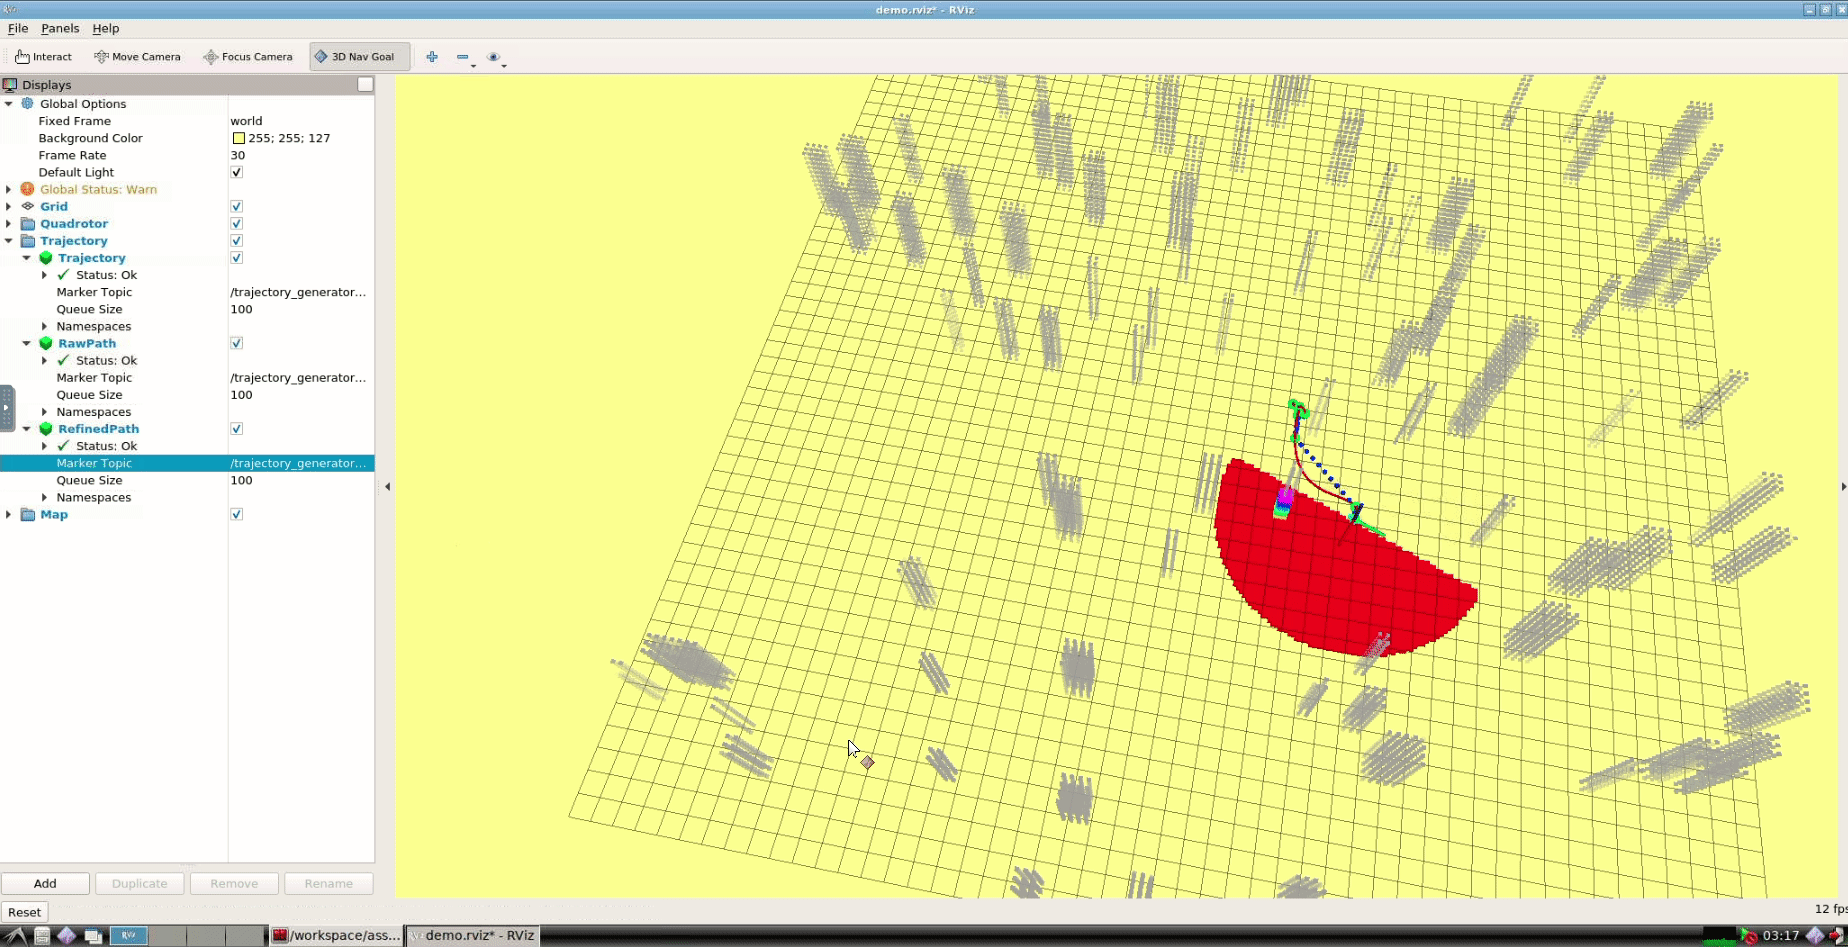 demo.rviz* - RViz
File Panels Help
Interact Move Camera Focus Camera 3D Nav Goal
Displays
Global Options
Fixed Frame world
Background Color 255; 255; 127
Frame Rate 30
Default Light
Global Status: Warn
Grid
Quadrotor
Trajectory
Trajectory
Status: Ok
Marker Topic /trajectory_generator...
Queue Size 100
Namespaces
RawPath
Status: Ok
Marker Topic /trajectory_generator...
Queue Size 100
Namespaces
RefinedPath
Status: Ok
Marker Topic /trajectory_generator...
Queue Size 100
Namespaces
Map
Add Duplicate Remove Rename
Reset 12 fps
RViz /workspace/ass... demo.rviz* - RViz 03:17